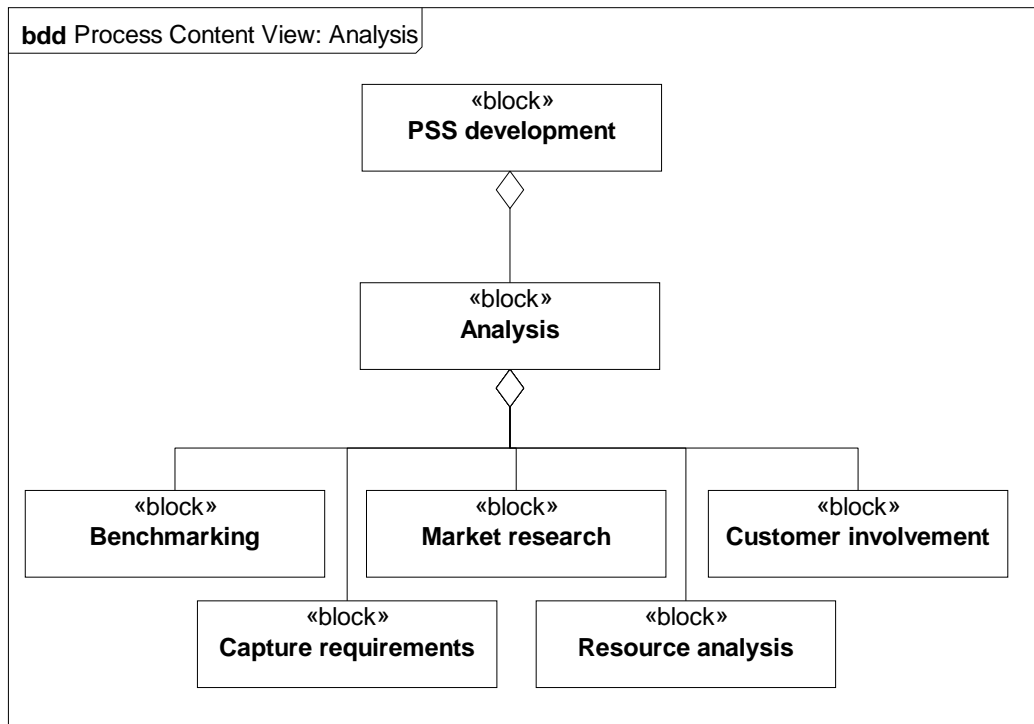 bdd Process Content View: Analysis
«block»
PSS development
«block»
Analysis
«block»
Benchmarking
«block»
Market research
«block»
Customer involvement
«block»
Capture requirements
«block»
Resource analysis